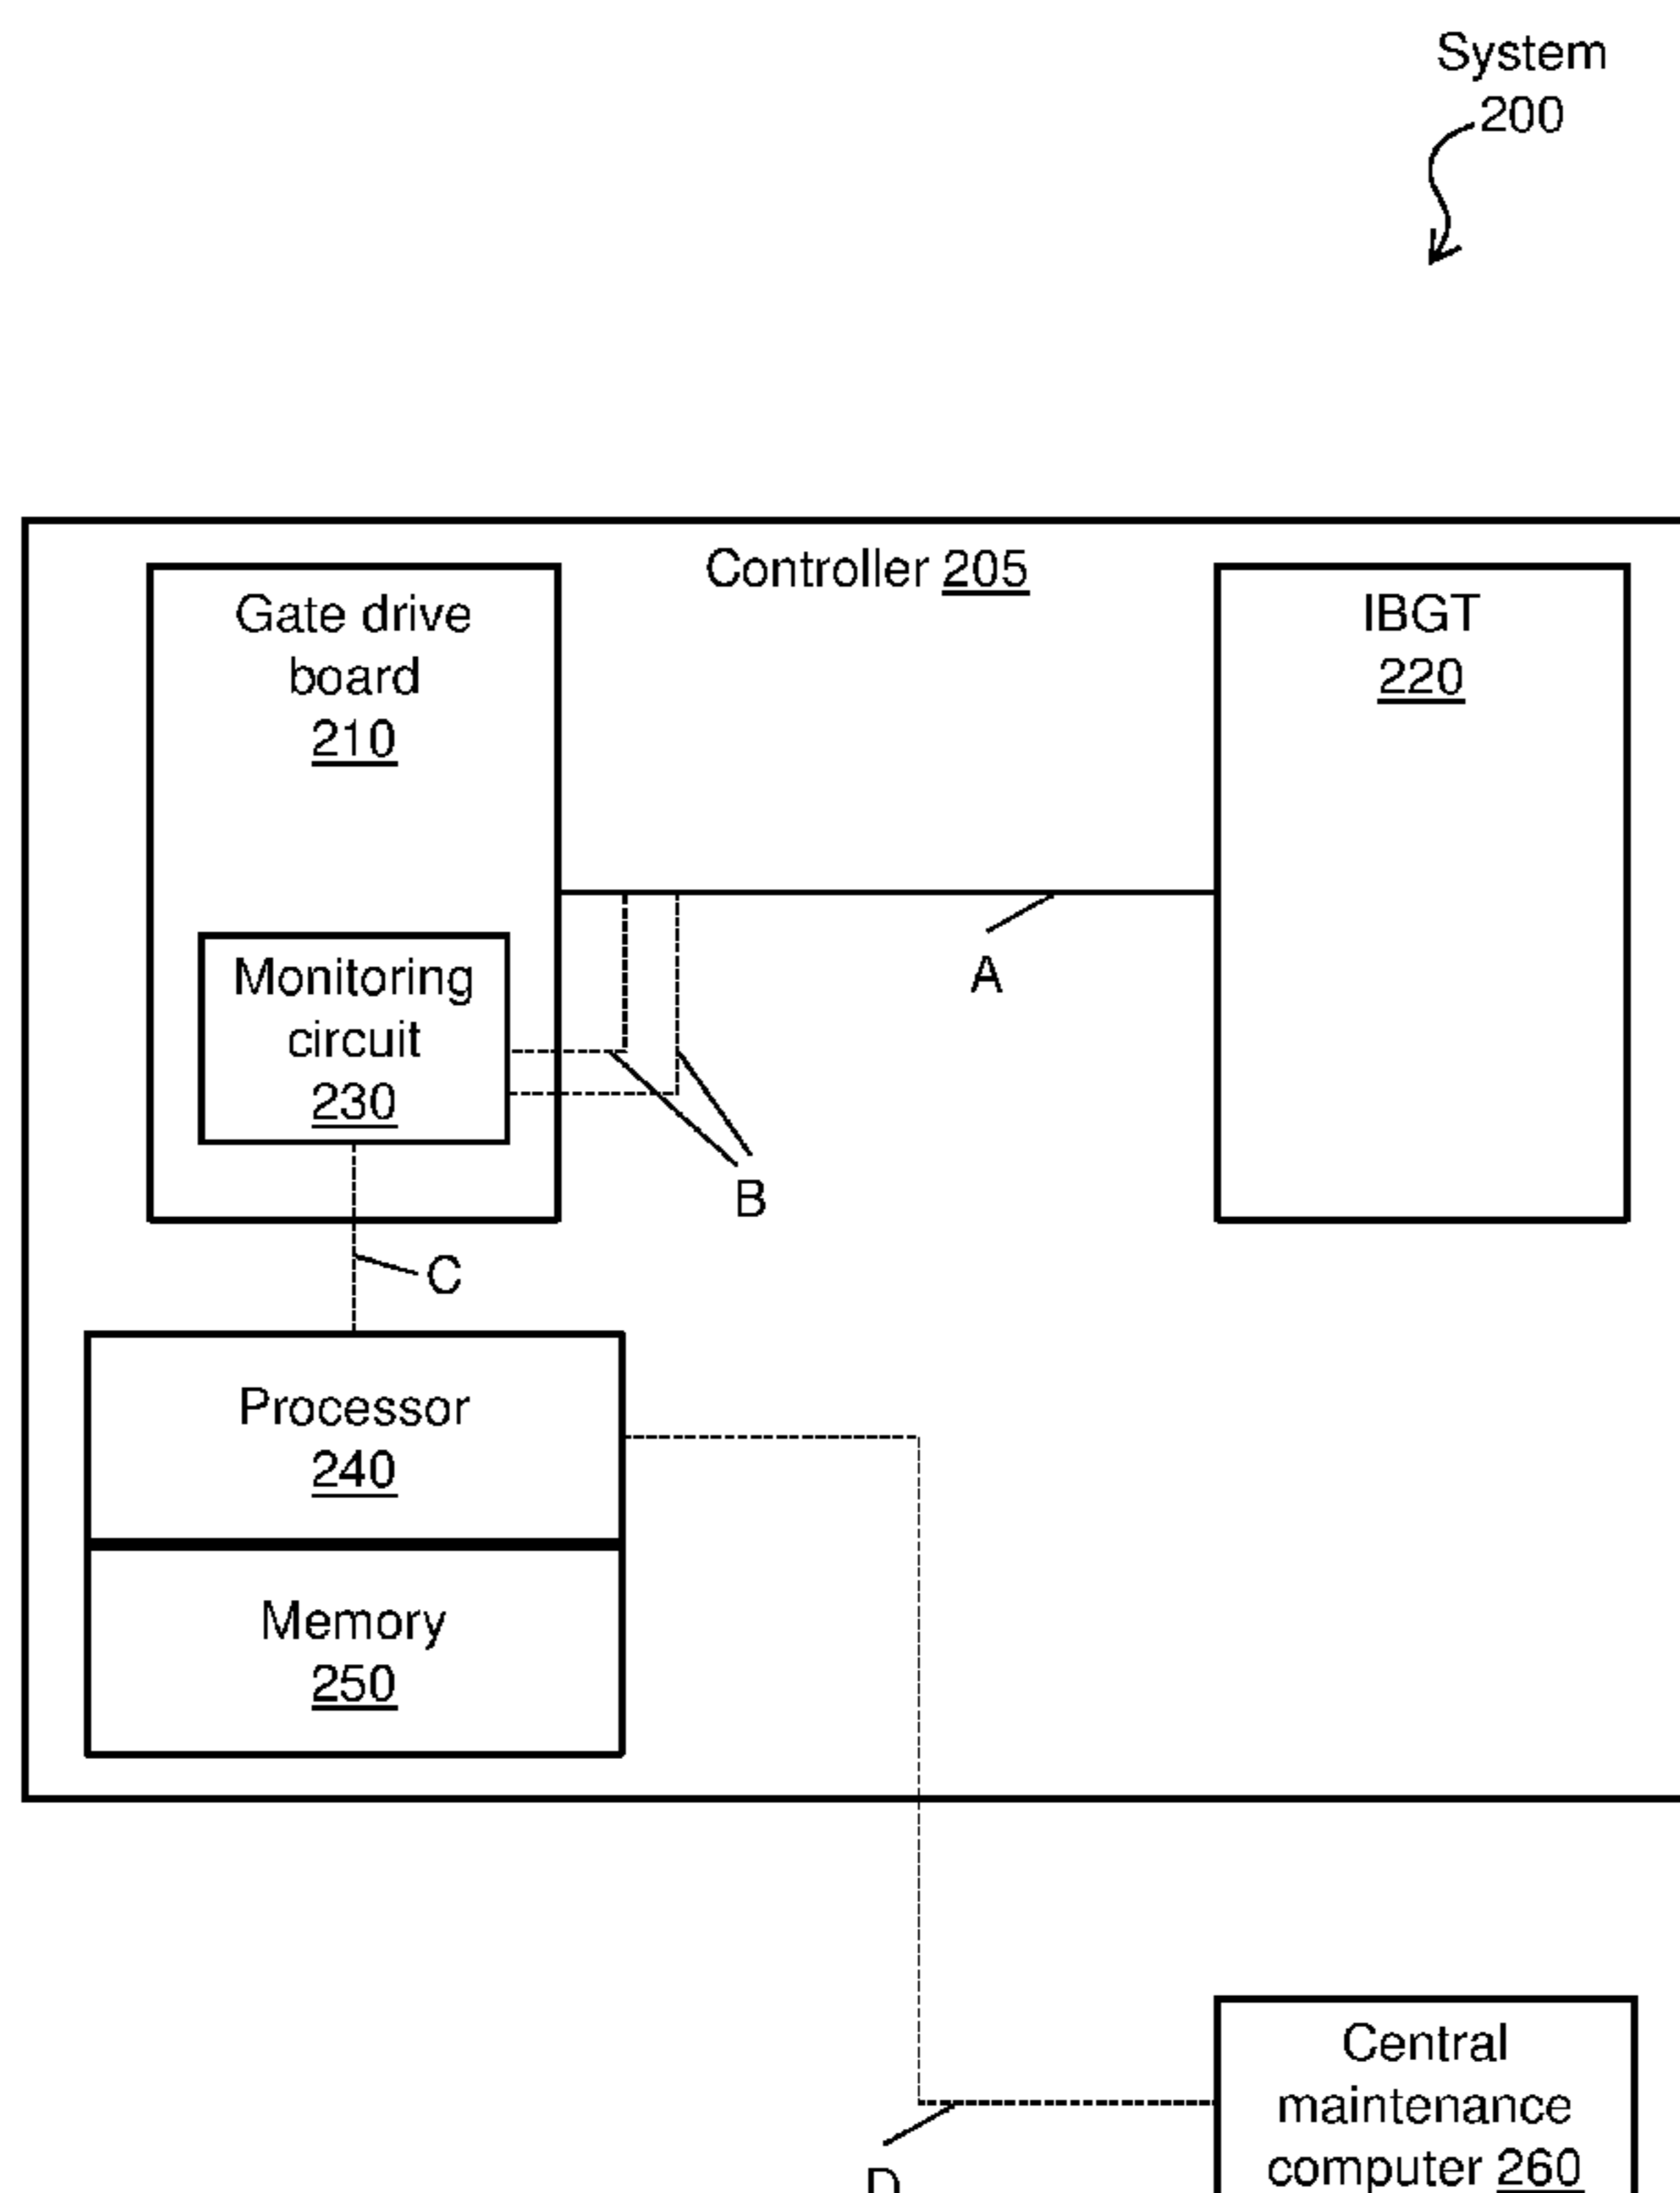 System
200
Controller 205
Gate drive
board
210
IBGT
220
Monitoring
circuit
230
A
B
C
Processor
240
Memory
250
Central
maintenance
computer 260
D